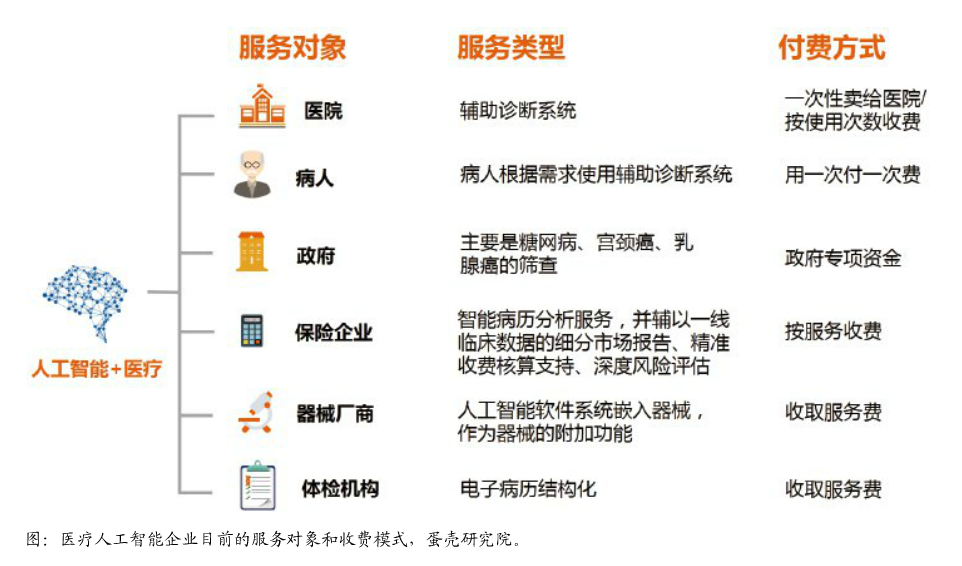 服务对象
服务类型
付费方式
医院
辅助诊断系统
一次性卖给医院/
按使用次数收费
病人
病人根据需求使用辅助诊断系统
用一次付一次费
政府
主要是糖网病、宫颈癌、乳
腺癌的筛查
政府专项资金
人工智能+医疗
保险企业
智能病历分析服务，并辅以一线
临床数据的细分市场报告、精准
收费核算支持、深度风险评估
按服务收费
器械厂商
人工智能软件系统嵌入器械，
作为器械的附加功能
收取服务费
体检机构
电子病历结构化
收取服务费
图：医疗人工智能企业目前的服务对象和收费模式，蛋壳研究院。